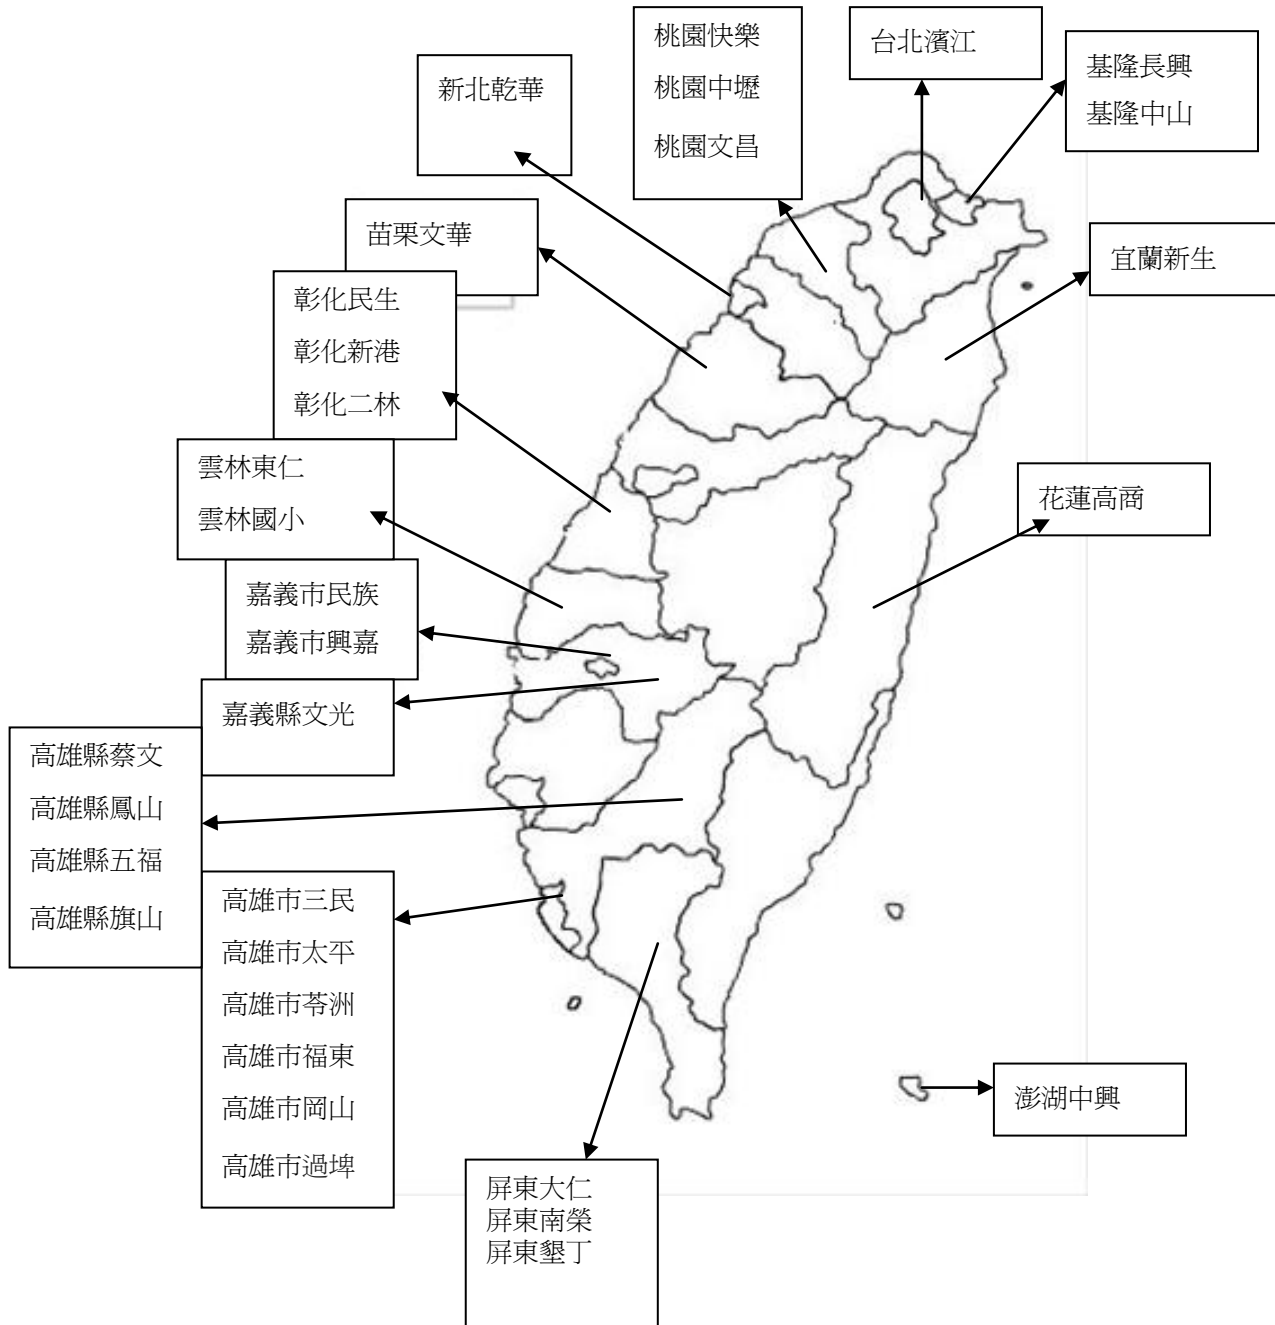 桃園快樂
桃園中壢
桃園文昌
台北濱江
基隆長興
基隆中山
新北乾華
苗栗文華
宜蘭新生
彰化民生
彰化新港
彰化二林
雲林東仁
雲林國小
花蓮高商
嘉義市民族
嘉義市興嘉
嘉義縣文光
高雄縣蔡文
高雄縣鳳山
高雄縣五福
高雄縣旗山
高雄市三民
高雄市太平
高雄市苓洲
高雄市福東
高雄市岡山
高雄市過埤
澎湖中興
屏東大仁
屏東南榮
屏東墾丁